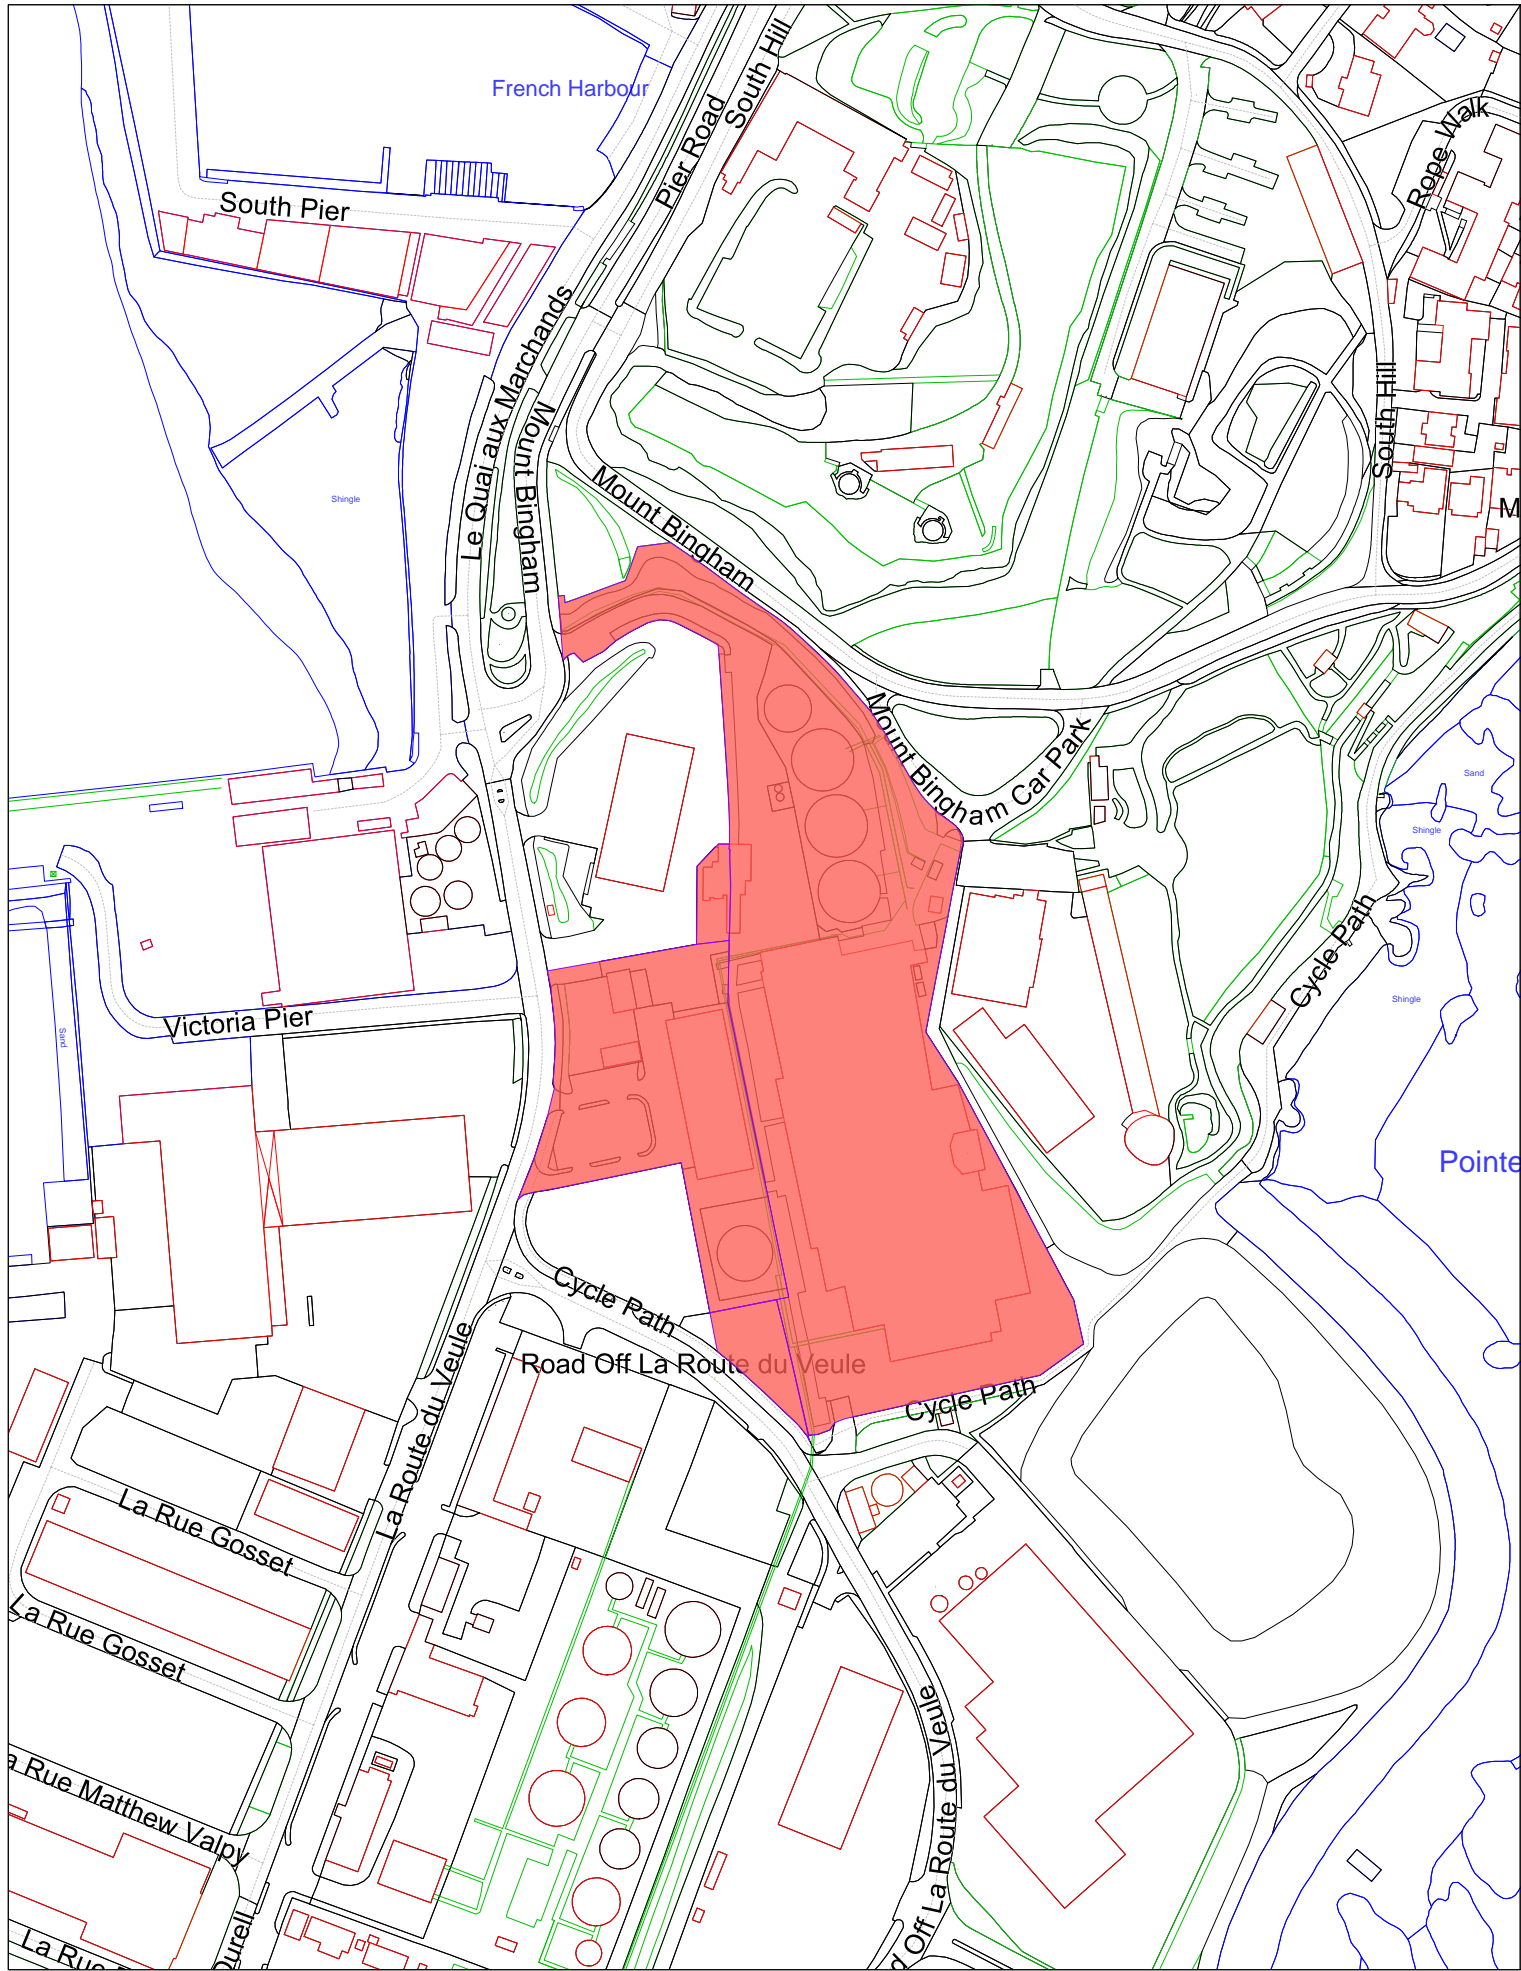 French Harbour
South Hill
Pier Road
Rope Walk
South Pier
Le Quai aux Marchands
Mount Bingham
South Hill
Shingle
Mount Bingham
M
Mount Bingham Car Park
Sand
Shingle
Cycle Path
Shingle
Victoria Pier
Sand
Pointe
Cycle Path
Road Off La Route du Veule
La Route du Veule
Cycle Path
La Rue Gosset
La Rue Gosset
a Rue Matthew Valpy
d Off La Route du Veule
La Rue
Durell